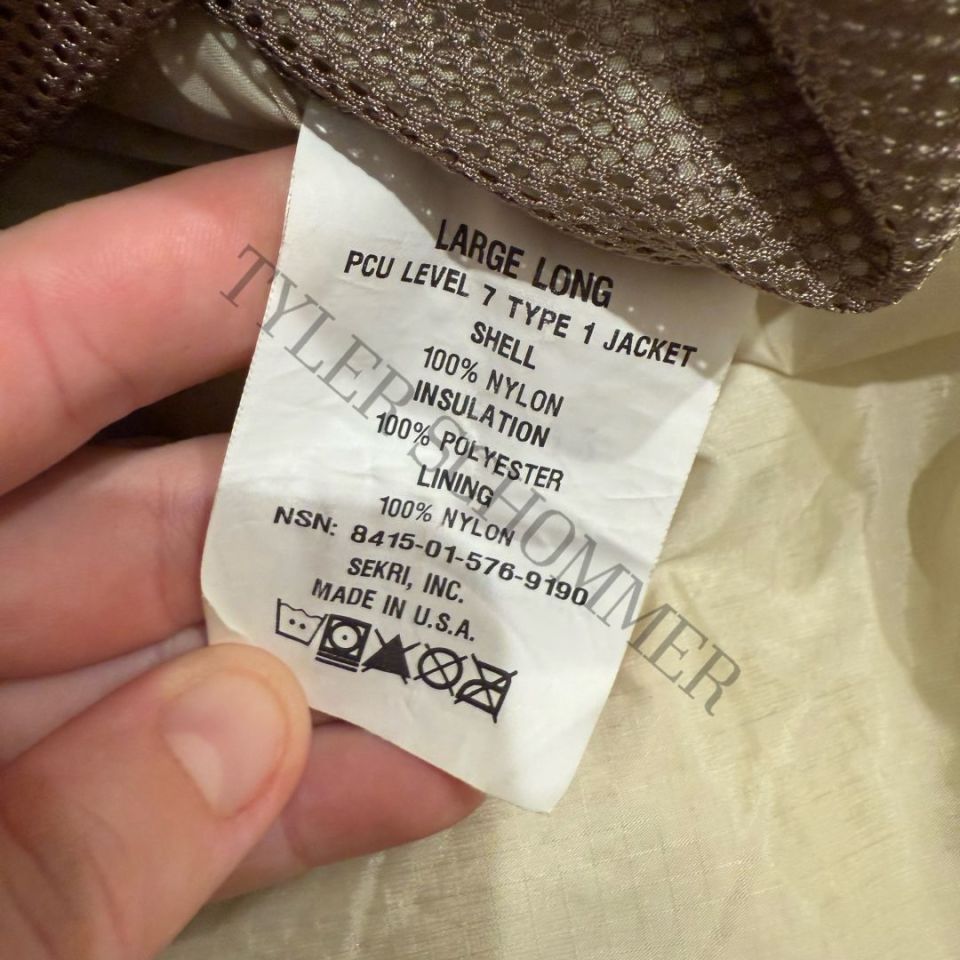 LARGE LONG
PCU LEVEL 7 TYPE 1 JACKET
SHELL
100% NYLON
INSULATION
100% POLYESTER
LINING
100% NYLON
NSN: 8415-01-576-9190
SEKRI, INC.
MADE IN U.S.A.
TYLER SEHOMMER